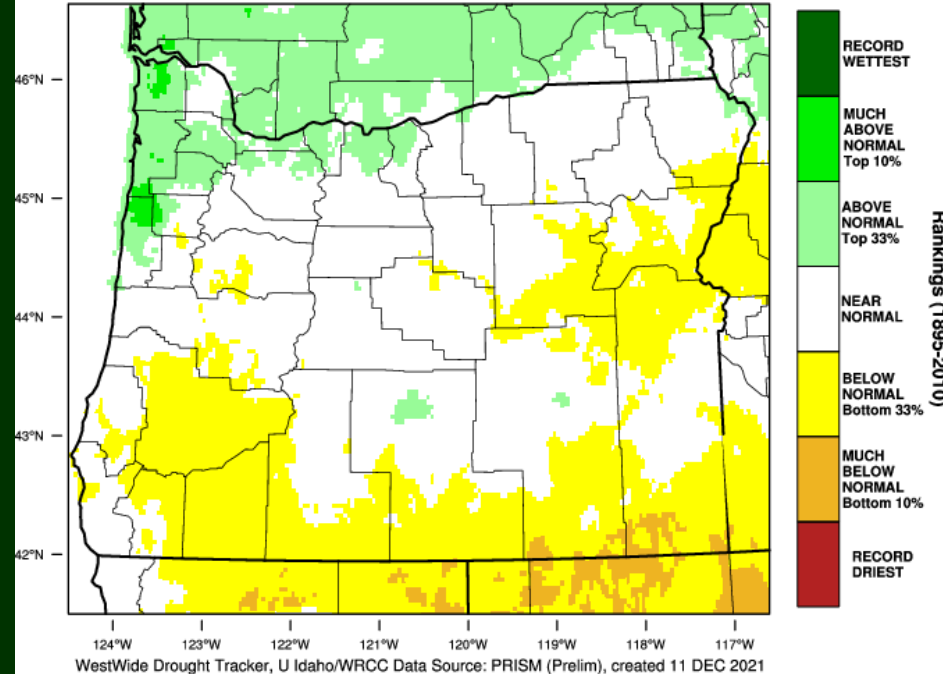 RECORD
WETTEST
MUCH
ABOVE
NORMAL
Top 10%
ABOVE
NORMAL
Top 33%
NEAR
NORMAL
BELOW
NORMAL
Bottom 33%
MUCH
BELOW
NORMAL
Bottom 10%
RECORD
DRIEST
Rankings (1895-2010)
46°N
45°N
44°N
43°N
42°N
124°W 123°W 122°W 121°W 120°W 119°W 118°W 117°W
WestWide Drought Tracker, U Idaho/WRCC Data Source: PRISM (Prelim), created 11 DEC 2021